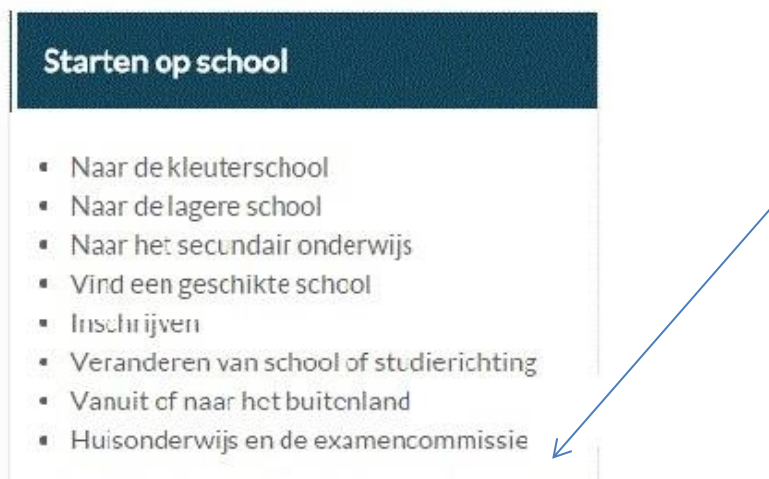 Starten op school
Naar de kleuterschool
Naar de lagere school
Naar het secundair onderwijs
Vind een geschikte school
Inschrijven
Veranderen van school of studierichting
Vanuit of naar het buitenland
Huisonderwijs en de examencommissie